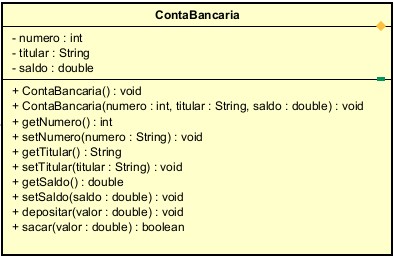 ContaBancaria
- numero : int
- titular : String
- saldo : double
+ ContaBancaria() : void
+ ContaBancaria(numero : int, titular : String, saldo : double) : void
+ getNumero() : int
+ setNumero(numero : String) : void
+ getTitular() : String
+ setTitular(titular : String) : void
+ getSaldo() : double
+ setSaldo(saldo : double) : void
+ depositar(valor : double) : void
+ sacar(valor : double) : boolean